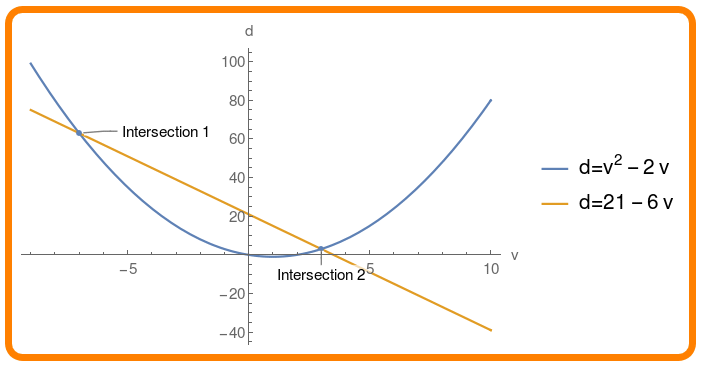 d
100
80
60
40
20
−20
−40
−5
5
10
v
Intersection 1
Intersection 2
d=v² − 2 v
d=21 − 6 v